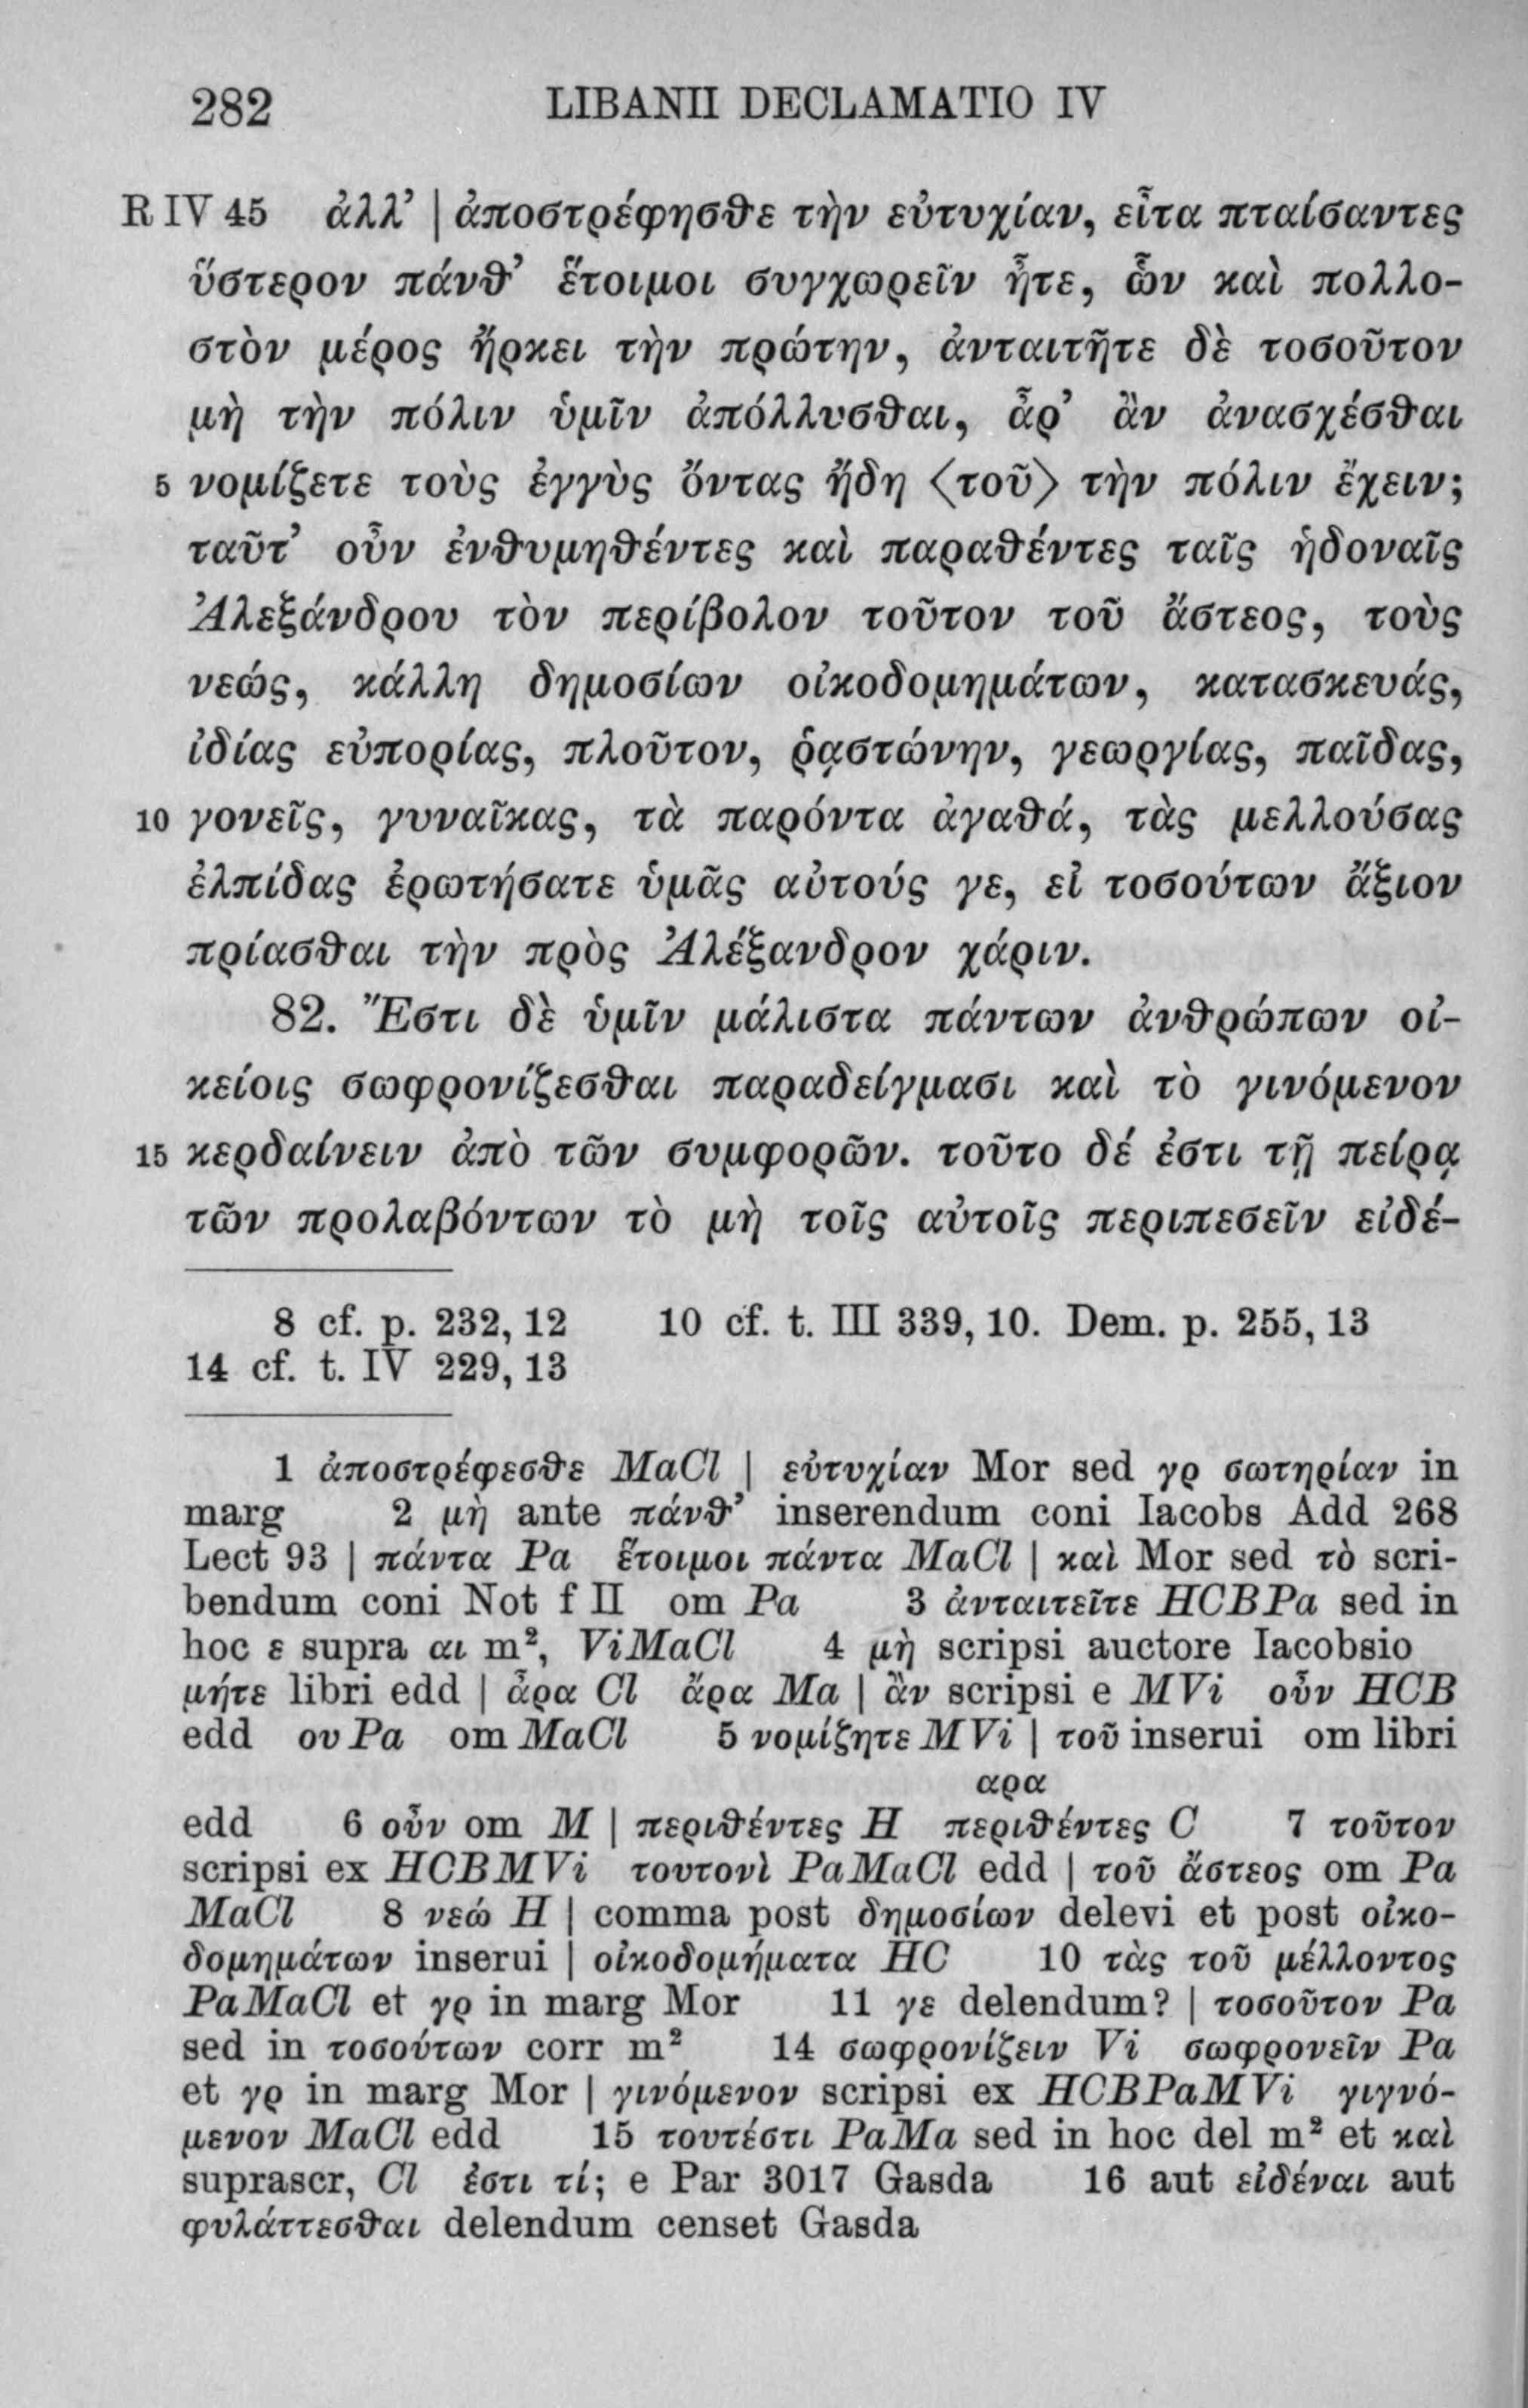 282 LIBANII DECLAMATIO IV
R IV 45 ἀλλ’ | ἀποστρέφησθε τὴν εὐτυχίαν, εἶτα πταίσαντες
ὕστερον πάνθ’ ἕτοιμοι συγχωρεῖν ἦτε, ὧν καὶ πολλο-
στὸν μέρος ἤρκει τὴν πρώτην, ἀνταιτῆτε δὲ τοσοῦτον
μὴ τὴν πόλιν ὑμῖν ἀπόλλυσθαι, ἆρ’ ἂν ἀνασχέσθαι
5 νομίζετε τοὺς ἐγγὺς ὄντας ἤδη ⟨τοῦ⟩ τὴν πόλιν ἔχειν;
ταῦτ’ οὖν ἐνθυμηθέντες καὶ παραθέντες ταῖς ἡδοναῖς
Ἀλεξάνδρου τὸν περίβολον τοῦτον τοῦ ἄστεος, τοὺς
νεώς, κάλλη δημοσίων οἰκοδομημάτων, κατασκευάς,
ἰδίας εὐπορίας, πλοῦτον, ῥᾳστώνην, γεωργίας, παῖδας,
10 γονεῖς, γυναῖκας, τὰ παρόντα ἀγαθά, τὰς μελλούσας
ἐλπίδας ἐρωτήσατε ὑμᾶς αὐτούς γε, εἰ τοσούτων ἄξιον
πρίασθαι τὴν πρὸς Ἀλέξανδρον χάριν.
82. Ἔστι δὲ ὑμῖν μάλιστα πάντων ἀνθρώπων οἰ-
κείοις σωφρονίζεσθαι παραδείγμασι καὶ τὸ γινόμενον
15 κερδαίνειν ἀπὸ τῶν συμφορῶν. τοῦτο δέ ἐστι τῇ πείρᾳ
τῶν προλαβόντων τὸ μὴ τοῖς αὐτοῖς περιπεσεῖν εἰδέ-
8 cf. p. 232, 12 10 cf. t. III 339, 10. Dem. p. 255, 13
14 cf. t. IV 229, 13
1 ἀποστρέφεσθε MaCl | εὐτυχίαν Mor sed γρ σωτηρίαν in
marg 2 μὴ ante πάνθ’ inserendum coni Iacobs Add 268
Lect 93 | πάντα Pa ἕτοιμοι πάντα MaCl | καὶ Mor sed τὸ scri-
bendum coni Not f II om Pa 3 ἀνταιτεῖτε HCBPa sed in
hoc ε supra αι m², ViMaCl 4 μὴ scripsi auctore Iacobsio
μήτε libri edd | ἆρα Cl ἄρα Ma | ἂν scripsi e MVi οὖν HCB
edd ου Pa om MaCl 5 νομίζητε MVi | τοῦ inserui om libri
αρα
edd 6 οὖν om M | περιθέντες H περιθέντες C 7 τοῦτον
scripsi ex HCBMVi τουτονὶ PaMaCl edd | τοῦ ἄστεος om Pa
MaCl 8 νεώ H | comma post δημοσίων delevi et post οἰκο-
δομημάτων inserui | οἰκοδομήματα HC 10 τὰς τοῦ μέλλοντος
PaMaCl et γρ in marg Mor 11 γε delendum? | τοσοῦτον Pa
sed in τοσούτων corr m² 14 σωφρονίζειν Vi σωφρονεῖν Pa
et γρ in marg Mor | γινόμενον scripsi ex HCBPaMVi γιγνό-
μενον MaCl edd 15 τουτέστι PaMa sed in hoc del m² et καὶ
suprascr, Cl ἐστι τί; e Par 3017 Gasda 16 aut εἰδέναι aut
φυλάττεσθαι delendum censet Gasda